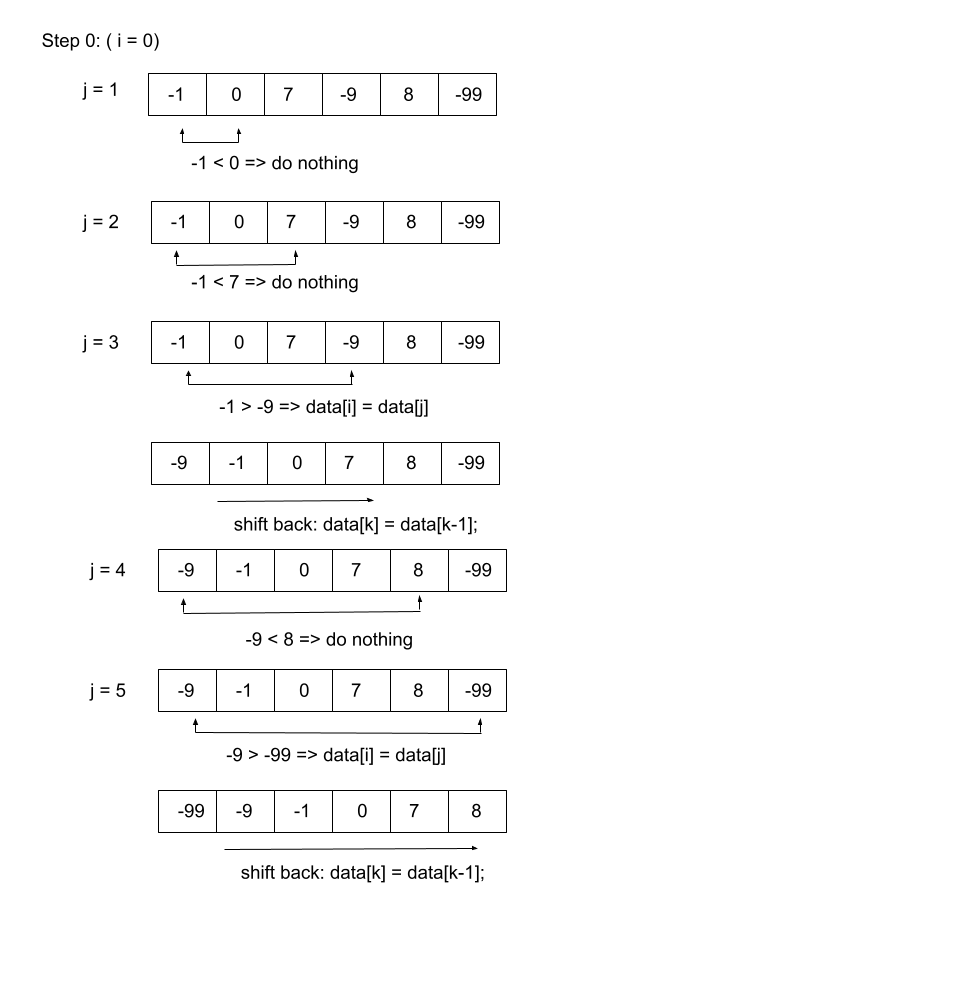 Step 0: ( i = 0)
j = 1
-1 0 7 -9 8 -99
-1 < 0 => do nothing
j = 2
-1 0 7 -9 8 -99
-1 < 7 => do nothing
j = 3
-1 0 7 -9 8 -99
-1 > -9 => data[i] = data[j]
-9 -1 0 7 8 -99
shift back: data[k] = data[k-1];
j = 4
-9 -1 0 7 8 -99
-9 < 8 => do nothing
j = 5
-9 -1 0 7 8 -99
-9 > -99 => data[i] = data[j]
-99 -9 -1 0 7 8
shift back: data[k] = data[k-1];